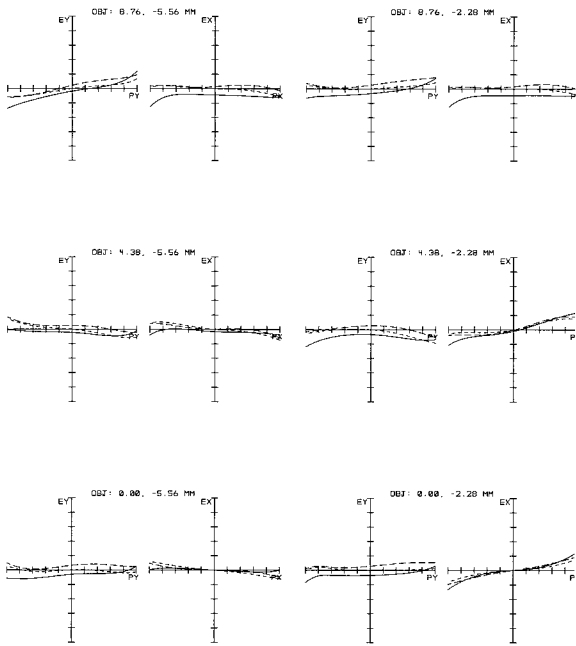 OBJ: 8.76, -5.56 MM
EY
EX
PY
PX
OBJ: 8.76, -2.28 MM
EY
EX
PY
P
OBJ: 4.38, -5.56 MM
EY
EX
PY
PX
OBJ: 4.38, -2.28 MM
EY
EX
PY
P
OBJ: 0.00, -5.56 MM
EY
EX
PY
PX
OBJ: 0.00, -2.28 MM
EY
EX
PY
P